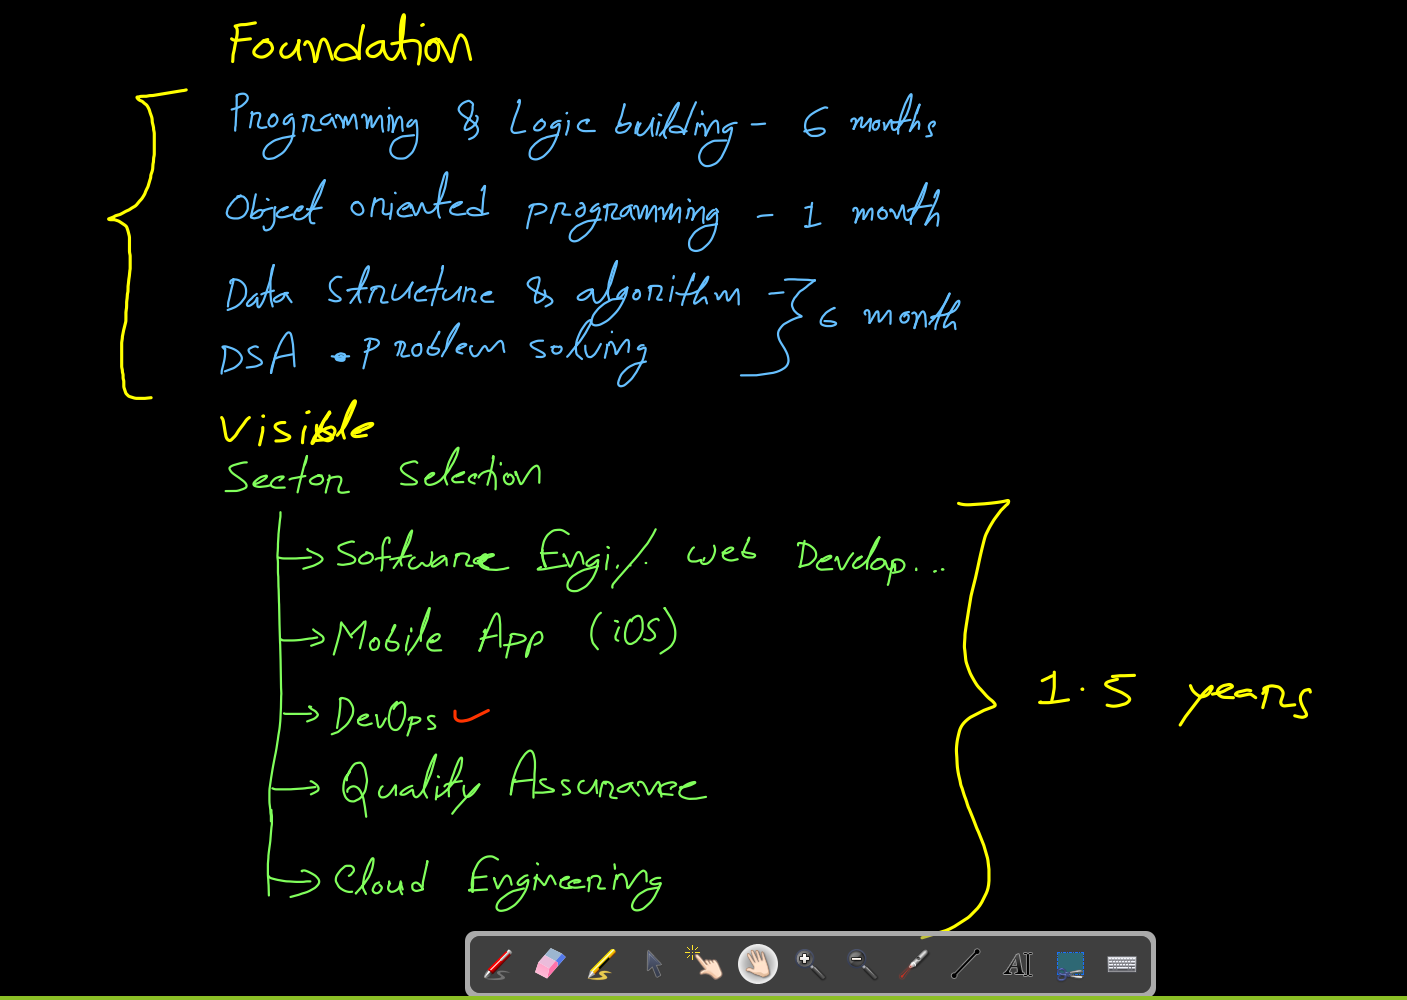 Foundation
Programming & Logic building - 6 months
Object oriented programming - 1 month
Data structure & algorithm -
6 month
DSA • Problem solving
Visible
Sector Selection
→ Software Engi./. web Develop...
→ Mobile App (iOS)
→ DevOps ✓
1.5 years
→ Quality Assurance
→ Cloud Engineering
AI